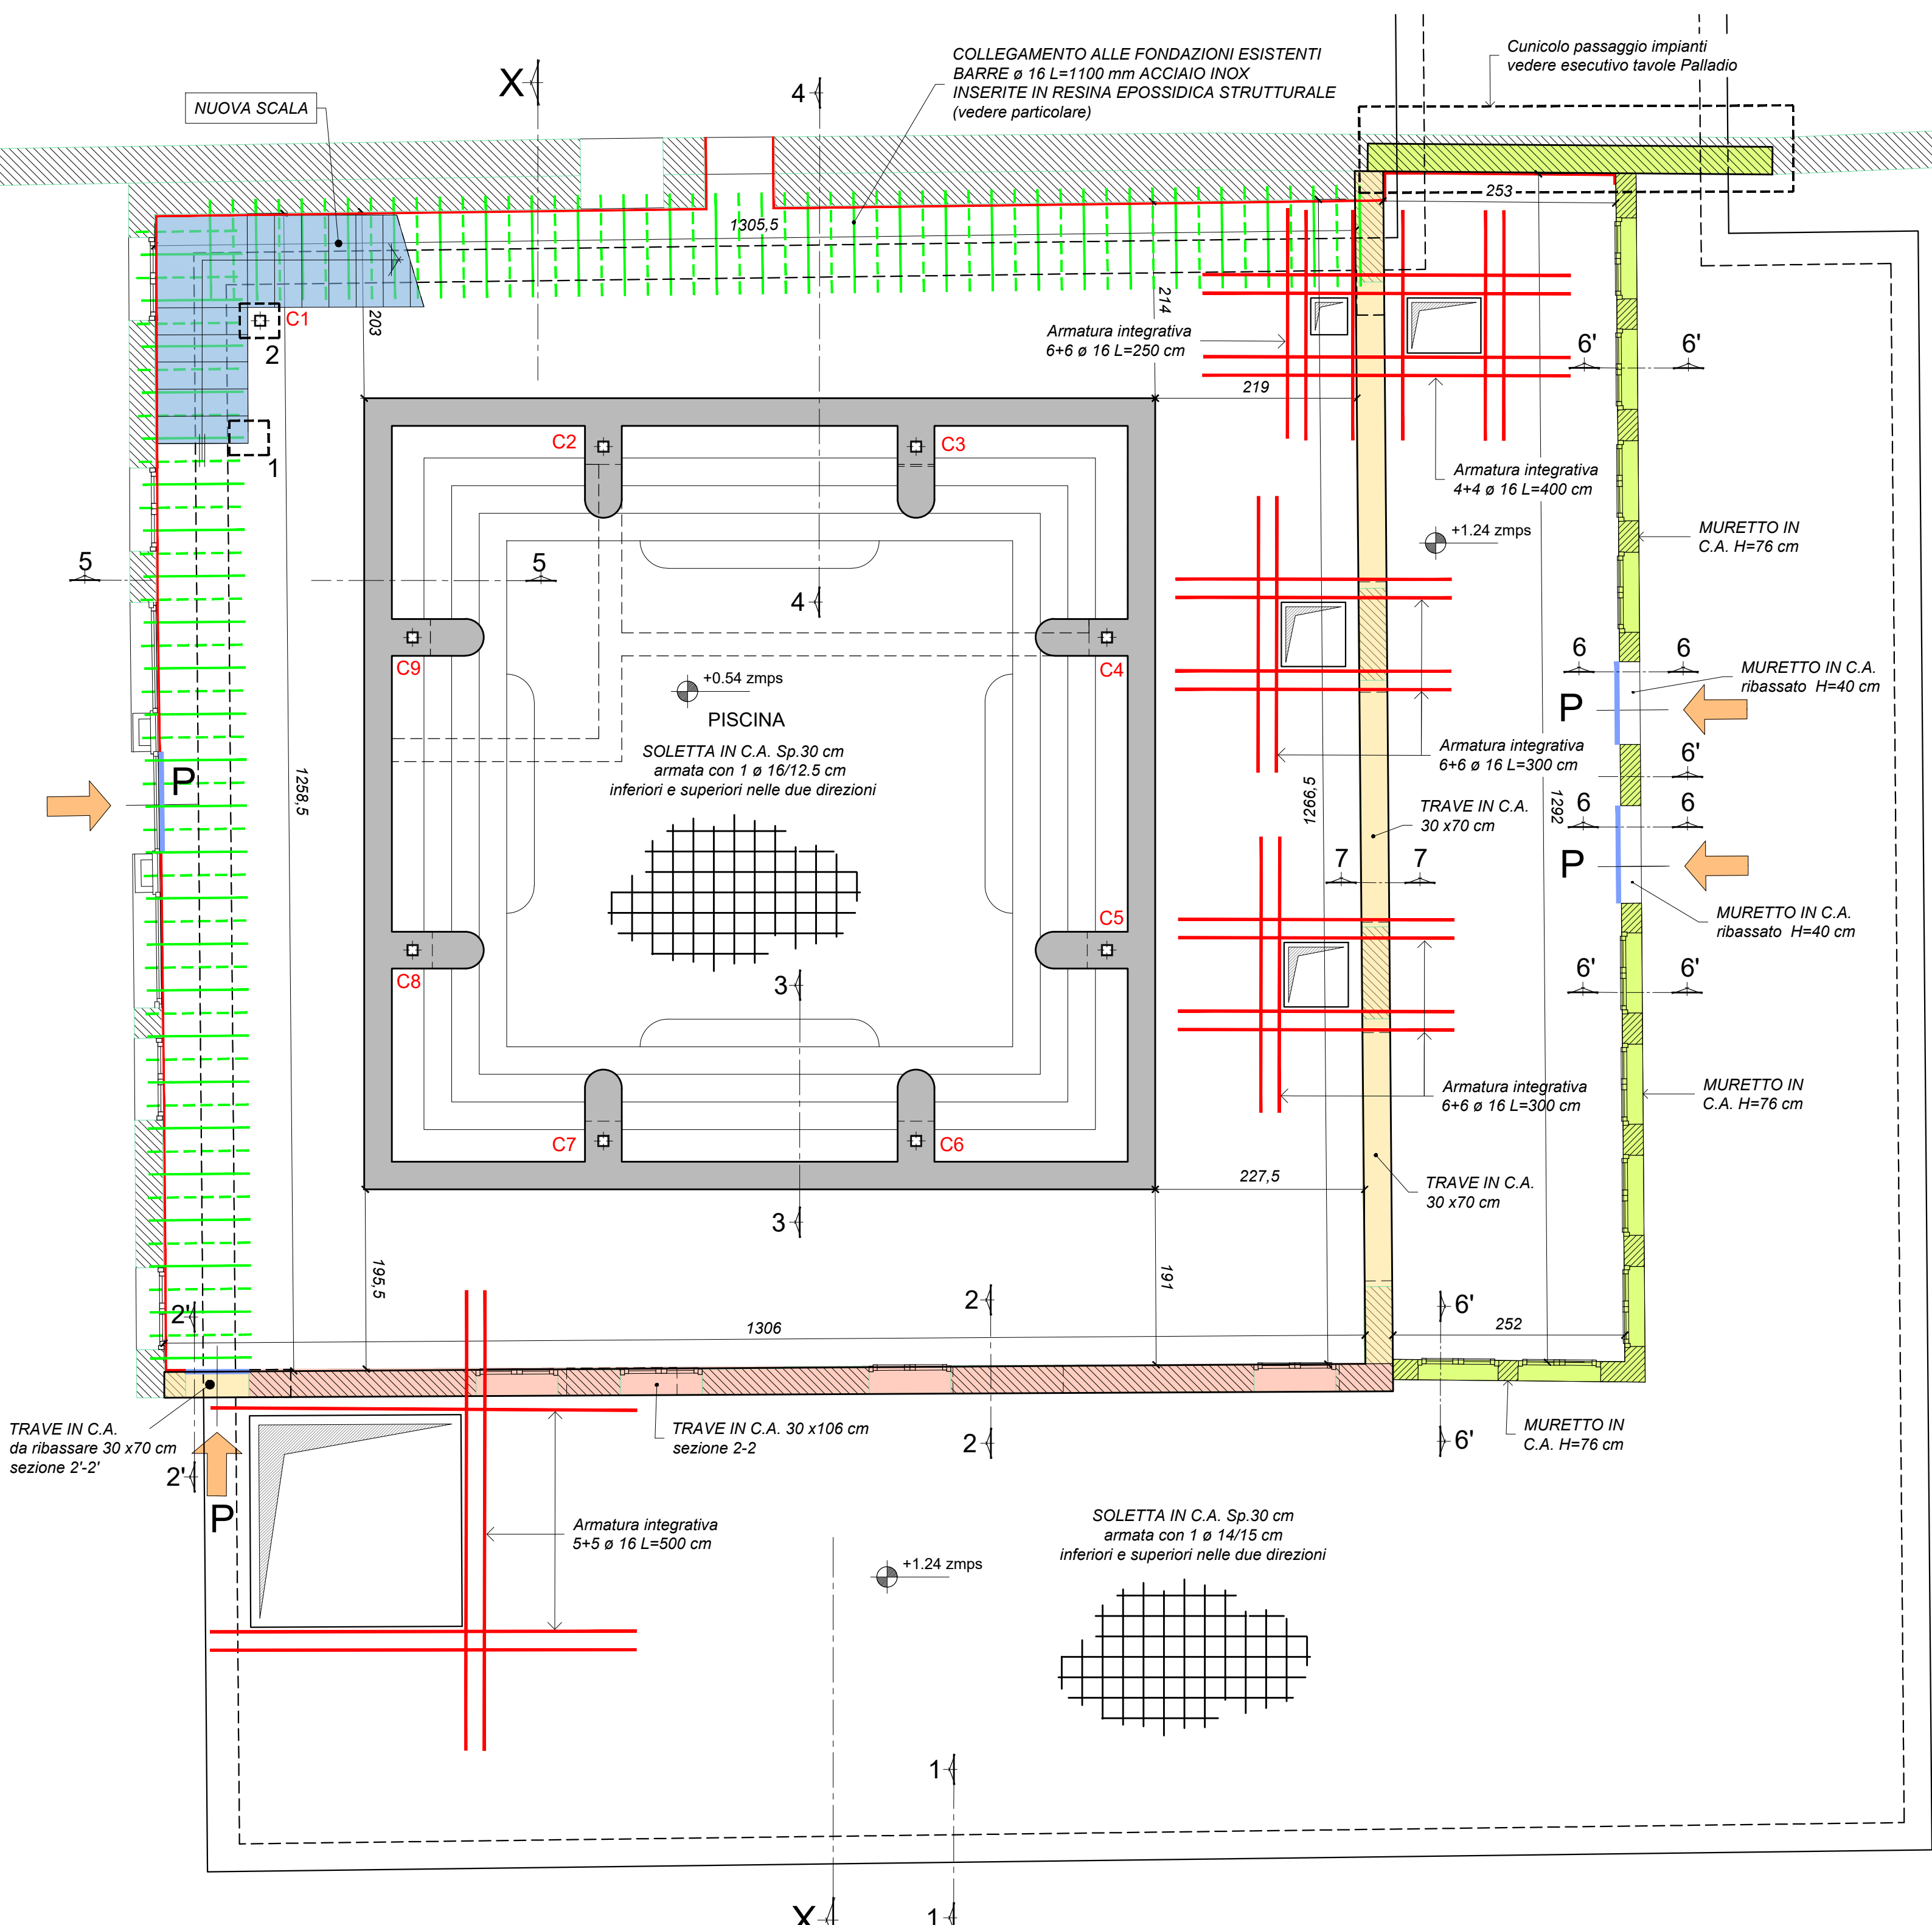 COLLEGAMENTO ALLE FONDAZIONI ESISTENTI
BARRE ø 16 L=1100 mm ACCIAIO INOX
INSERITE IN RESINA EPOSSIDICA STRUTTURALE
(vedere particolare)
Cunicolo passaggio impianti
vedere esecutivo tavole Palladio
X
4
NUOVA SCALA
253
1305,5
C1
203
2
214
Armatura integrativa
6+6 ø 16 L=250 cm
6'
6'
219
C2
C3
1
Armatura integrativa
4+4 ø 16 L=400 cm
+1.24 zmps
MURETTO IN
C.A. H=76 cm
5
5
4
C9
C4
6
6
MURETTO IN C.A.
ribassato H=40 cm
+0.54 zmps
P
PISCINA
SOLETTA IN C.A. Sp.30 cm
armata con 1 ø 16/12.5 cm
inferiori e superiori nelle due direzioni
Armatura integrativa
6+6 ø 16 L=300 cm
6'
P
1258,5
1266,5
1292
TRAVE IN C.A.
30 x70 cm
6
6
P
7
7
C5
MURETTO IN C.A.
ribassato H=40 cm
C8
3
6'
6'
Armatura integrativa
6+6 ø 16 L=300 cm
MURETTO IN
C.A. H=76 cm
C7
C6
227,5
TRAVE IN C.A.
30 x70 cm
3
195,5
191
2'
2
6'
1306
252
TRAVE IN C.A.
da ribassare 30 x70 cm
sezione 2'-2'
TRAVE IN C.A. 30 x106 cm
sezione 2-2
2
6'
MURETTO IN
C.A. H=76 cm
2'
P
Armatura integrativa
5+5 ø 16 L=500 cm
SOLETTA IN C.A. Sp.30 cm
armata con 1 ø 14/15 cm
inferiori e superiori nelle due direzioni
+1.24 zmps
1
X
1